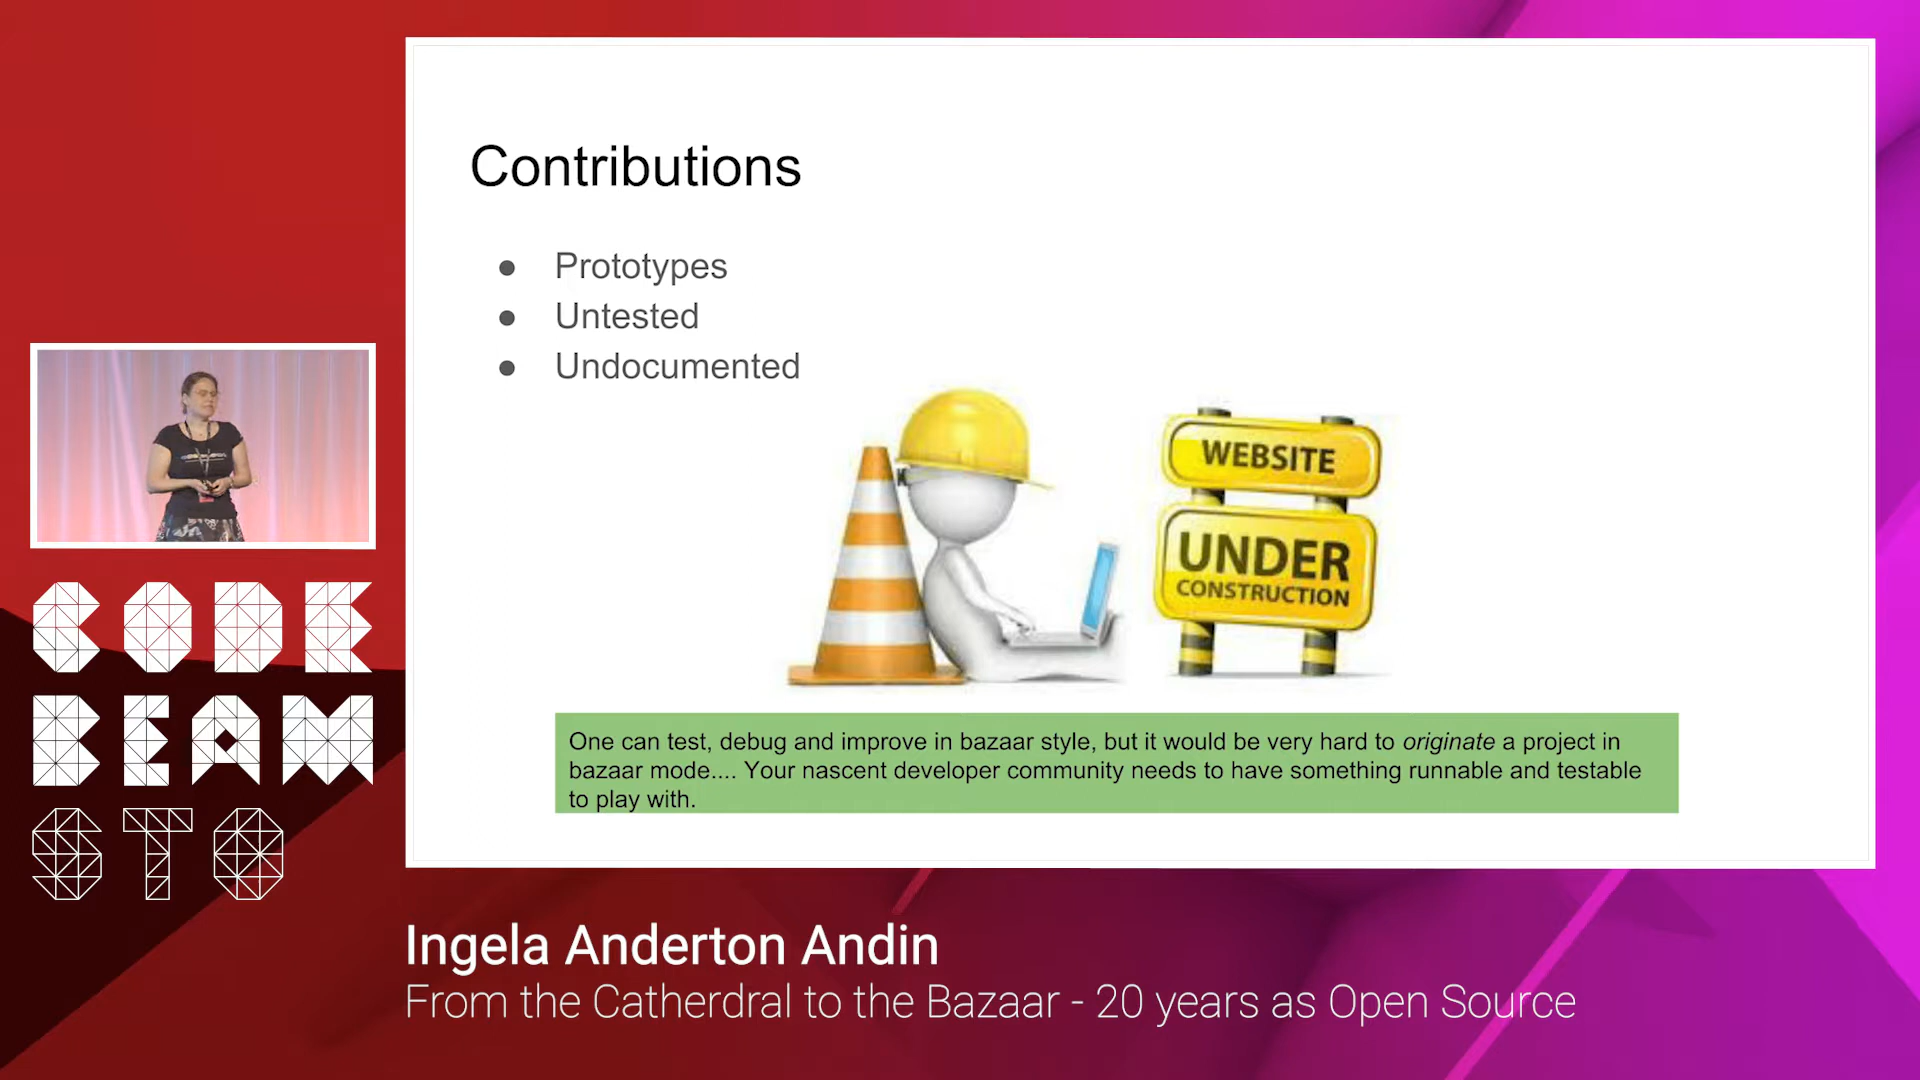 Contributions
● Prototypes
● Untested
● Undocumented
WEBSITE
UNDER
CONSTRUCTION
One can test, debug and improve in bazaar style, but it would be very hard to originate a project in
bazaar mode.... Your nascent developer community needs to have something runnable and testable
to play with.
CODE
BEAM
STO
Ingela Anderton Andin
From the Catherdral to the Bazaar - 20 years as Open Source